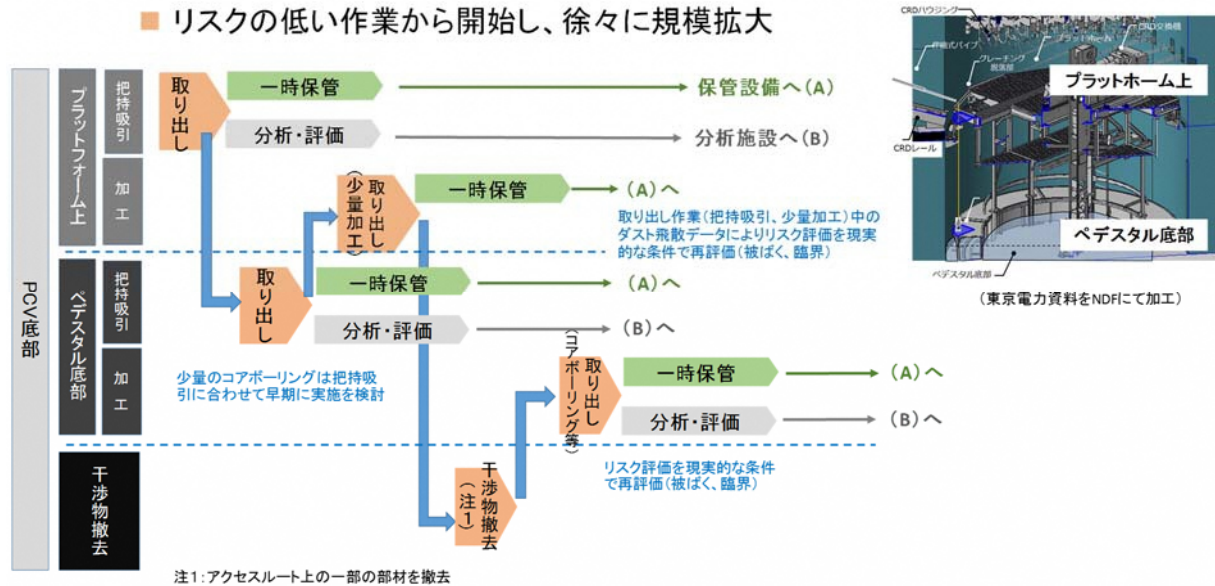 ■ リスクの低い作業から開始し、徐々に規模拡大
PCV底部
プラットフォーム上
把持吸引
加工
ペデスタル底部
把持吸引
加工
干渉物撤去
取り出し
一時保管
保管設備へ(A)
分析・評価
分析施設へ(B)
取り出し
(少量加工)
一時保管
(A)へ
取り出し作業(把持吸引、少量加工)中の
ダスト飛散データによりリスク評価を現実
的な条件で再評価(被ばく、臨界)
取り出し
一時保管
(A)へ
分析・評価
(B)へ
少量のコアボーリングは把持吸
引に合わせて早期に実施を検討
取り出し
(コアボーリング等)
一時保管
(A)へ
分析・評価
(B)へ
干渉物撤去
(注1)
リスク評価を現実的な条件
で再評価(被ばく、臨界)
注1:アクセスルート上の一部の部材を撤去
CRDハウジング
プラットホーム
CRD交換機
グレーチング
脱落部
プラットホーム上
CRDレール
ペデスタル底部
ペデスタル底部
(東京電力資料をNDFにて加工)